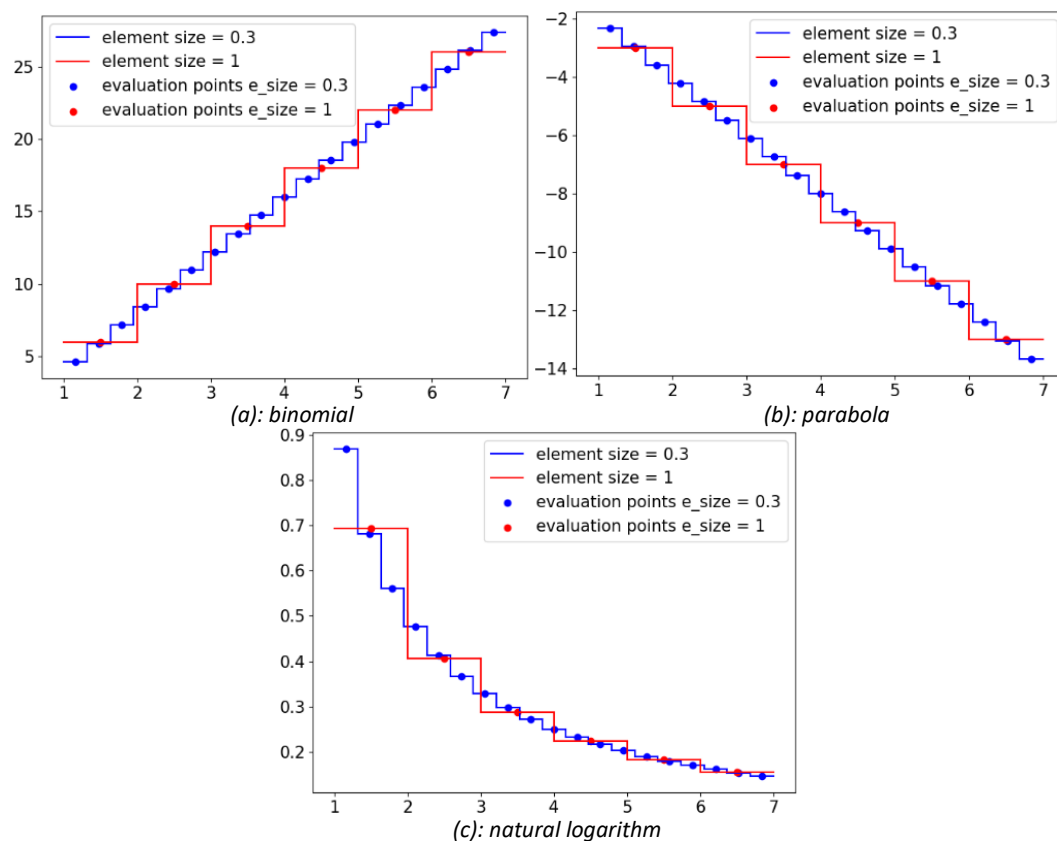 element size = 0.3
element size = 1
evaluation points e_size = 0.3
evaluation points e_size = 1
25
20
15
10
5
1 2 3 4 5 6 7
(a): binomial
element size = 0.3
element size = 1
evaluation points e_size = 0.3
evaluation points e_size = 1
−2
−4
−6
−8
−10
−12
−14
1 2 3 4 5 6 7
(b): parabola
element size = 0.3
element size = 1
evaluation points e_size = 0.3
evaluation points e_size = 1
0.9
0.8
0.7
0.6
0.5
0.4
0.3
0.2
1 2 3 4 5 6 7
(c): natural logarithm